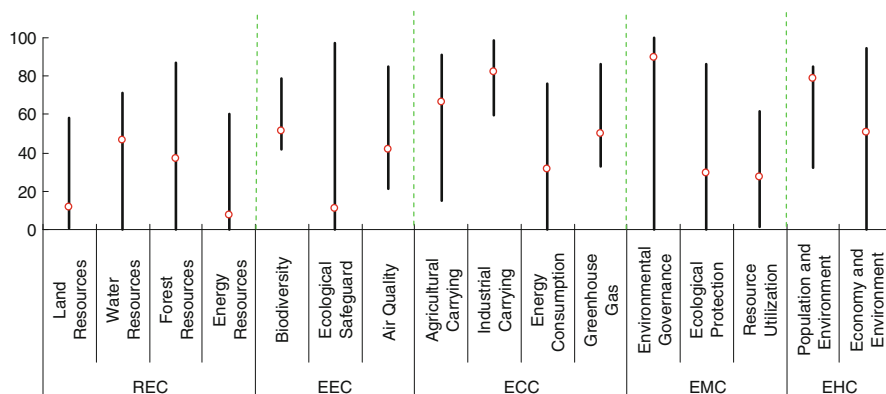 100
80
60
40
20
0
Land
Resources
Water
Resources
Forest
Resources
Energy
Resources
Biodiversity
Ecological
Safeguard
Air Quality
Agricultural
Carrying
Industrial
Carrying
Energy
Consumption
Greenhouse
Gas
Environmental
Governance
Ecological
Protection
Resource
Utilization
Population and
Environment
Economy and
Environment
REC
EEC
ECC
EMC
EHC